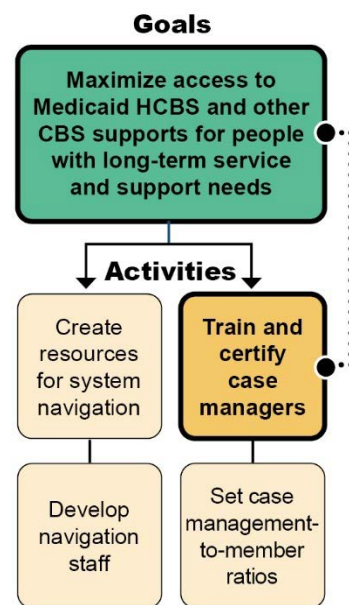 Goals
Maximize access to
Medicaid HCBS and other
CBS supports for people
with long-term service
and support needs
Activities
Create
resources
for system
navigation
Train and
certify
case
managers
Develop
navigation
staff
Set case
management-
to-member
ratios